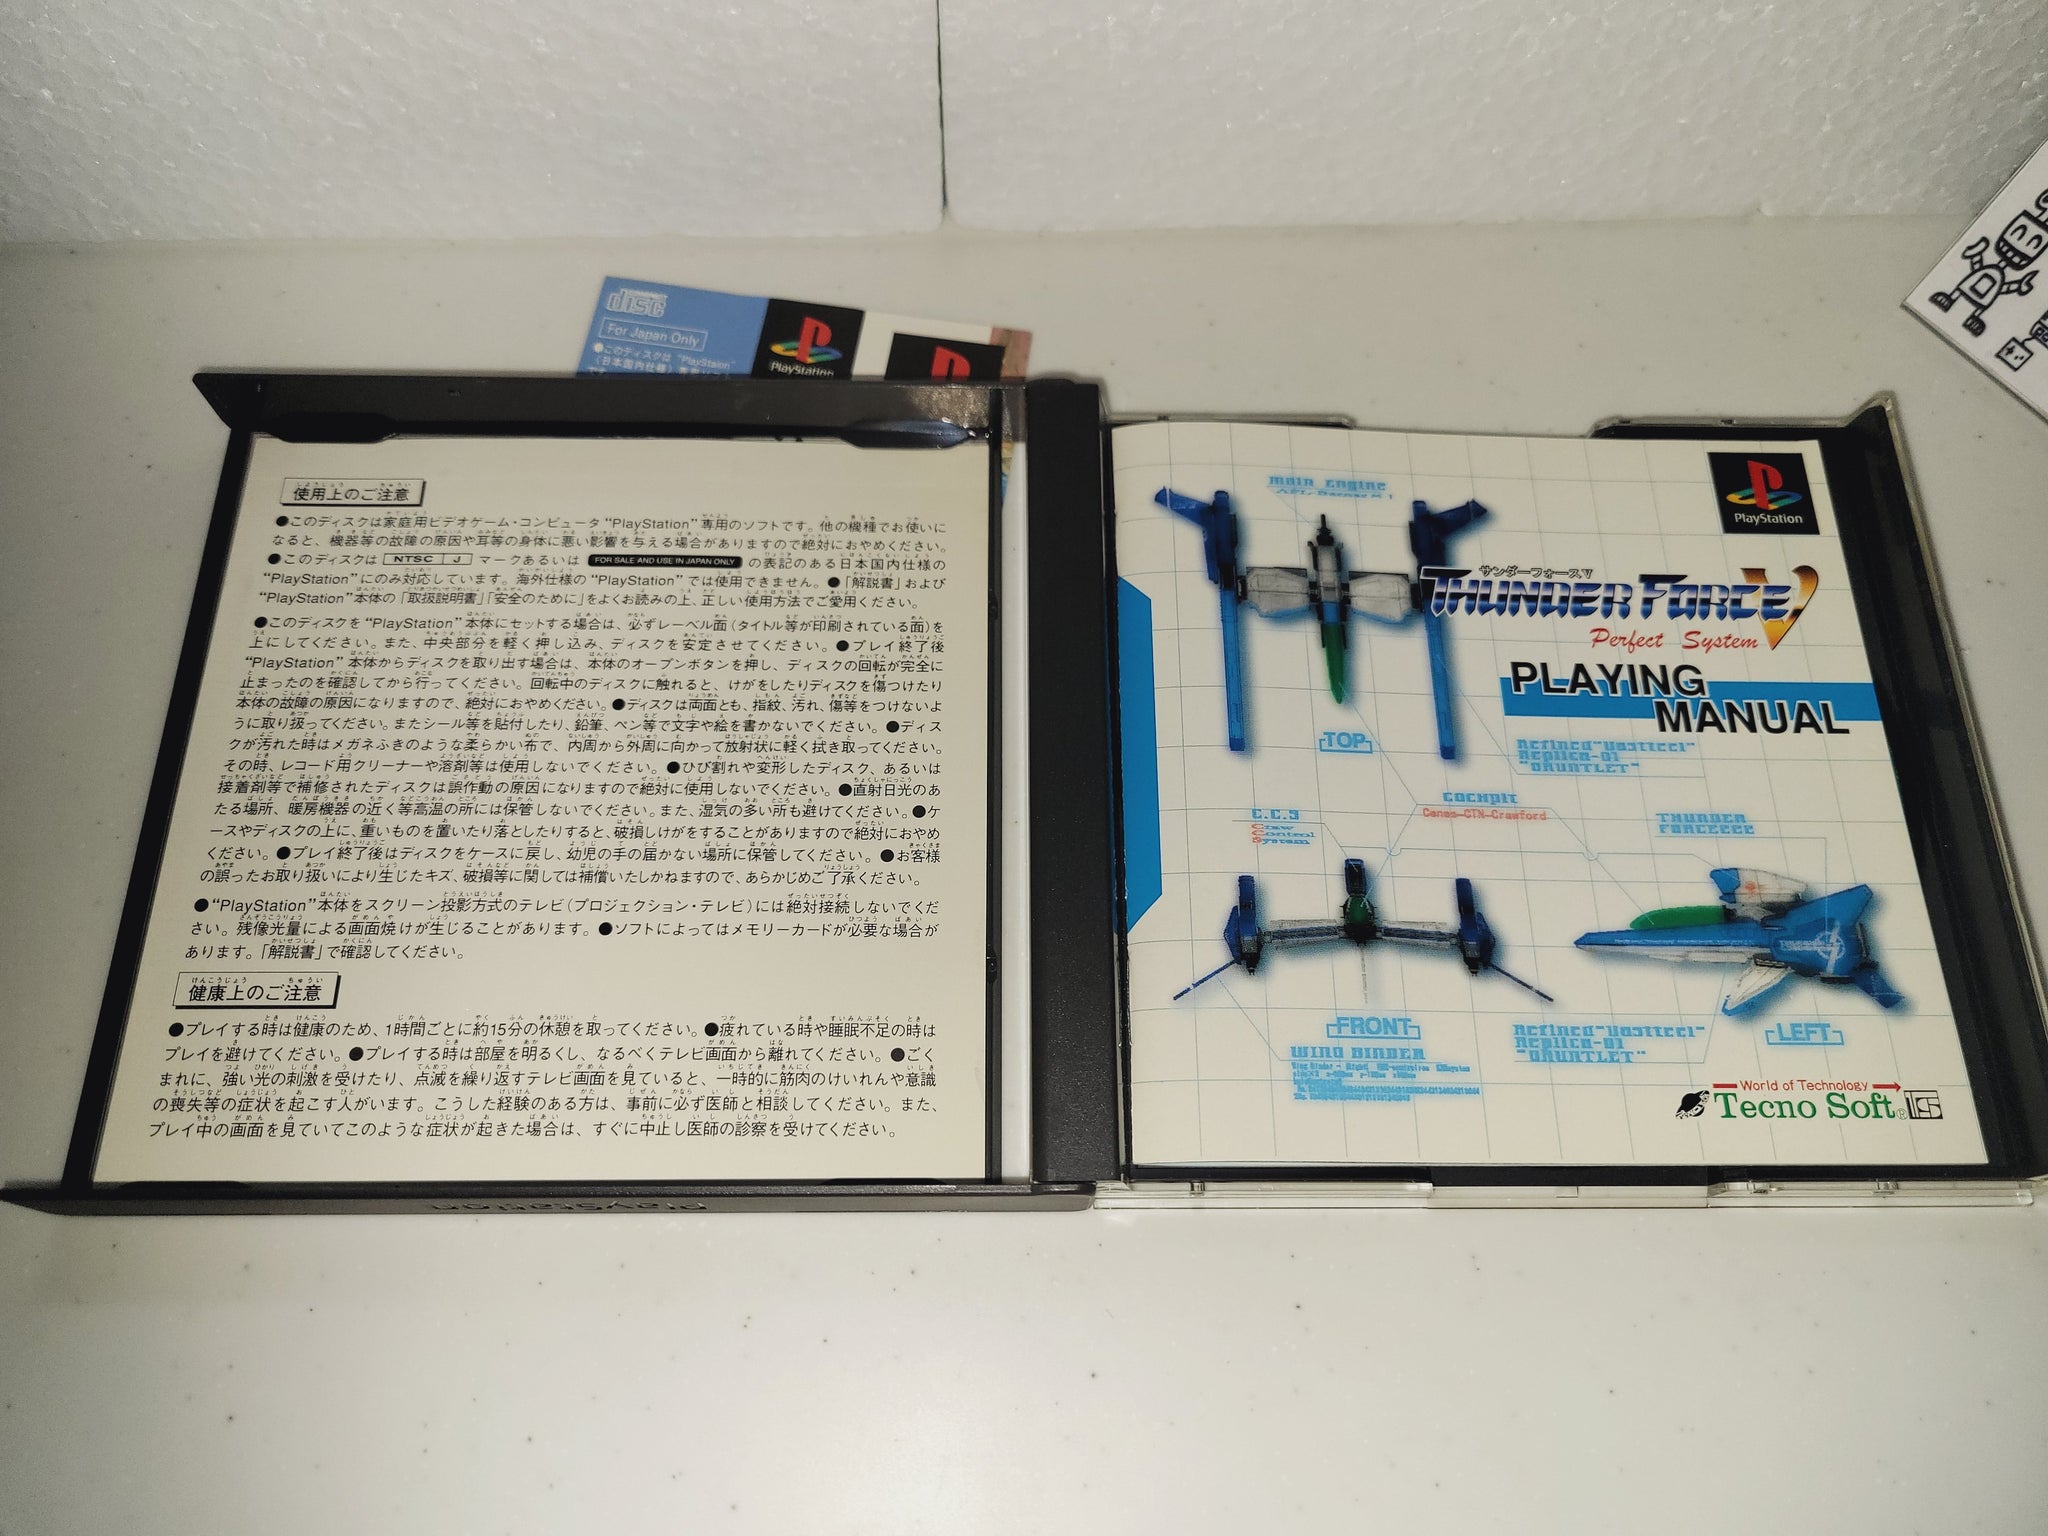 disc
For Japan Only
●このディスクは "PlayStation"
(日本国内仕様)
PlayStation
使用上のご注意
●このディスクは家庭用ビデオゲーム・コンピュータ "PlayStation" 専用のソフトです。他の機種でお使いに
なると、機器等の故障の原因や耳等の身体に悪い影響を与える場合がありますので絶対におやめください。
●このディスクは NTSC J マークあるいは FOR SALE AND USE IN JAPAN ONLY の表記のある日本国内仕様の
"PlayStation"にのみ対応しています。海外仕様の "PlayStation" では使用できません。●「解説書」および
"PlayStation"本体の「取扱説明書」「安全のために」をよくお読みの上、正しい使用方法でご愛用ください。
●このディスクを "PlayStation" 本体にセットする場合は、必ずレーベル面(タイトル等が印刷されている面)を
上にしてください。また、中央部分を軽く押し込み、ディスクを安定させてください。●プレイ終了後
"PlayStation" 本体からディスクを取り出す場合は、本体のオープンボタンを押し、ディスクの回転が完全に
止まったのを確認してから行ってください。回転中のディスクに触れると、けがをしたりディスクを傷つけたり
本体の故障の原因になりますので、絶対におやめください。●ディスクは両面とも、指紋、汚れ、傷等をつけないよ
うに取り扱ってください。またシール等を貼付したり、鉛筆、ペン等で文字や絵を書かないでください。●ディス
クが汚れた時はメガネふきのような柔らかい布で、内周から外周に向かって放射状に軽く拭き取ってください。
その時、レコード用クリーナーや溶剤等は使用しないでください。●ひび割れや変形したディスク、あるいは
接着剤等で補修されたディスクは誤作動の原因になりますので絶対に使用しないでください。●直射日光のあ
たる場所、暖房機器の近く等高温の所には保管しないでください。また、湿気の多い所も避けてください。●ケ
ースやディスクの上に、重いものを置いたり落としたりすると、破損しけがをすることがありますので絶対におやめ
ください。●プレイ終了後はディスクをケースに戻し、幼児の手の届かない場所に保管してください。●お客様
の誤ったお取り扱いにより生じたキズ、破損等に関しては補償いたしかねますので、あらかじめご了承ください。
●"PlayStation"本体をスクリーン投影方式のテレビ(プロジェクション・テレビ)には絶対接続しないでくだ
さい。残像光量による画面焼けが生じることがあります。●ソフトによってはメモリーカードが必要な場合が
あります。「解説書」で確認してください。
健康上のご注意
●プレイする時は健康のため、1時間ごとに約15分の休憩を取ってください。●疲れている時や睡眠不足の時は
プレイを避けてください。●プレイする時は部屋を明るくし、なるべくテレビ画面から離れてください。●ごく
まれに、強い光の刺激を受けたり、点滅を繰り返すテレビ画面を見ていると、一時的に筋肉のけいれんや意識
の喪失等の症状を起こす人がいます。こうした経験のある方は、事前に必ず医師と相談してください。また、
プレイ中の画面を見ていてこのような症状が起きた場合は、すぐに中止し医師の診察を受けてください。
PlayStation
main engine
PlayStation
サンダーフォースV
THUNDER FORCE V
Perfect System
PLAYING
MANUAL
TOP
Replica-01
"GAUNTLET"
cockpit
Cenes-CTN-Crawford
Claw
Control
System
THUNDER
FRONT
WING BINDER
Replica-01
"GAUNTLET"
LEFT
World of Technology
Tecno Soft®